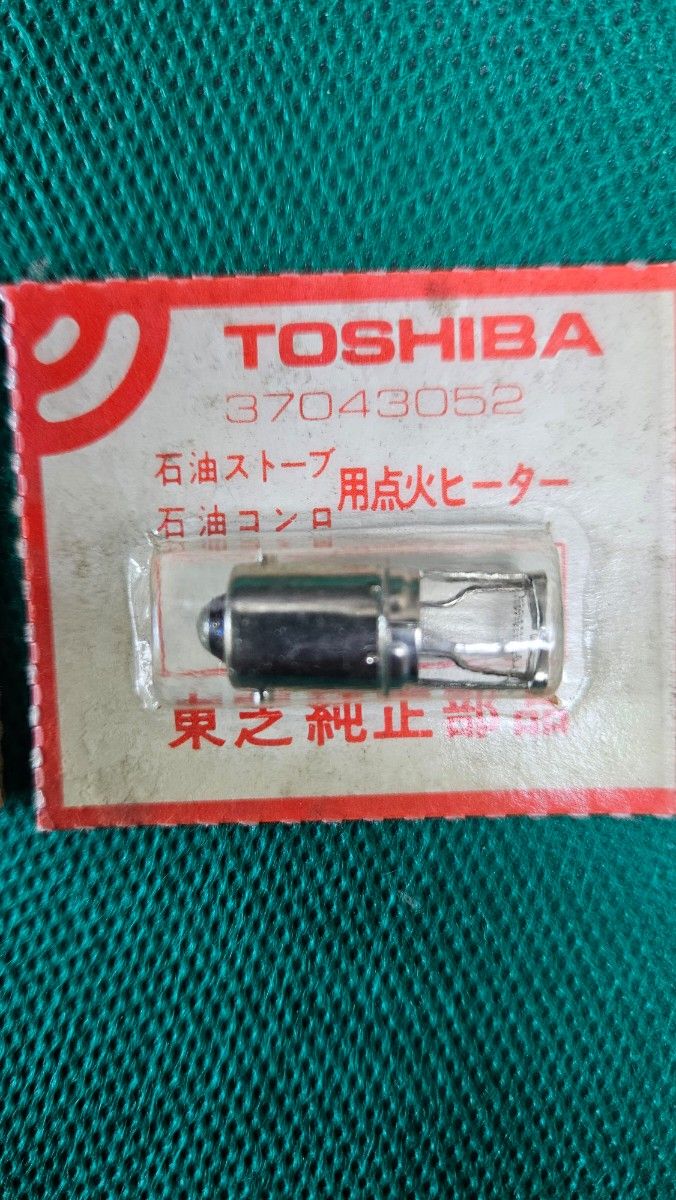 TOSHIBA
37043052
石油ストーブ
石油コンロ
用点火ヒーター
東芝純正部品